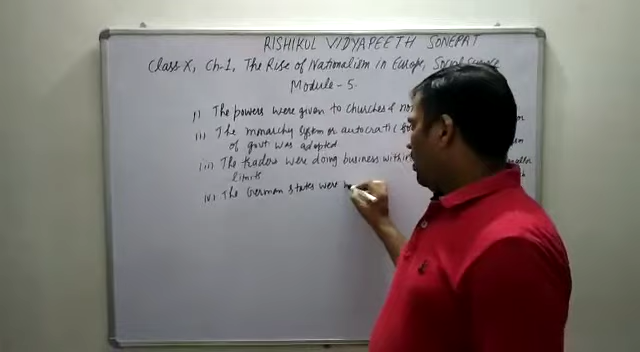 RISHIKUL VIDYAPEETH SONEPAT
Class X, Ch-1, The Rise of Nationalism in Europe, Social Science
Module-5.
i) The powers were given to churches &
ii) The monarchy system or autocratic
of govt was adopted
iii) The traders were doing business within
limits
iv) The German states were